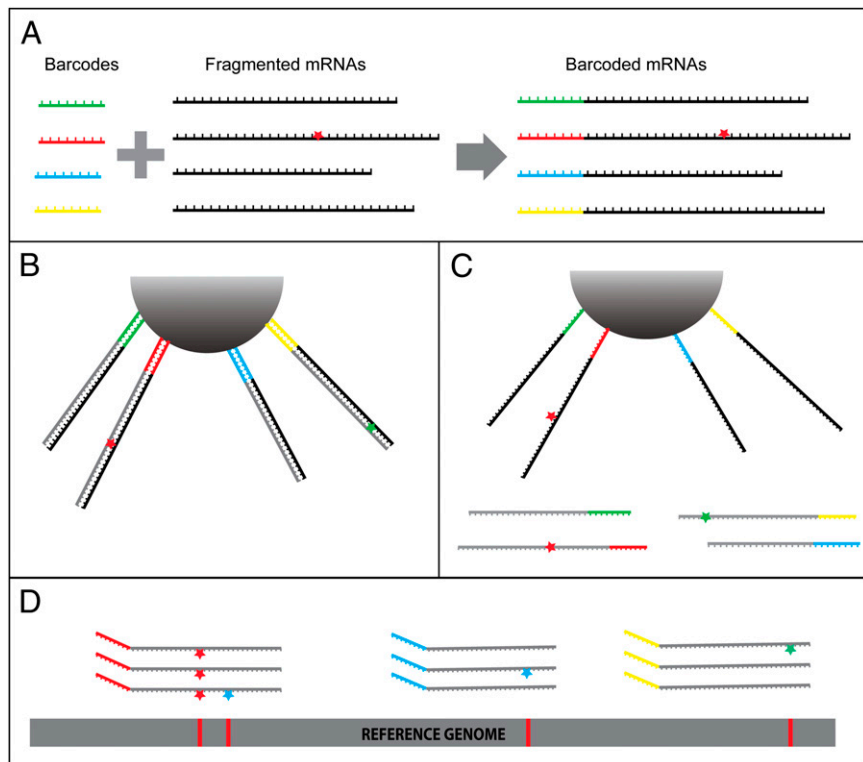 A
Barcodes
Fragmented mRNAs
Barcoded mRNAs
B
C
D
REFERENCE GENOME